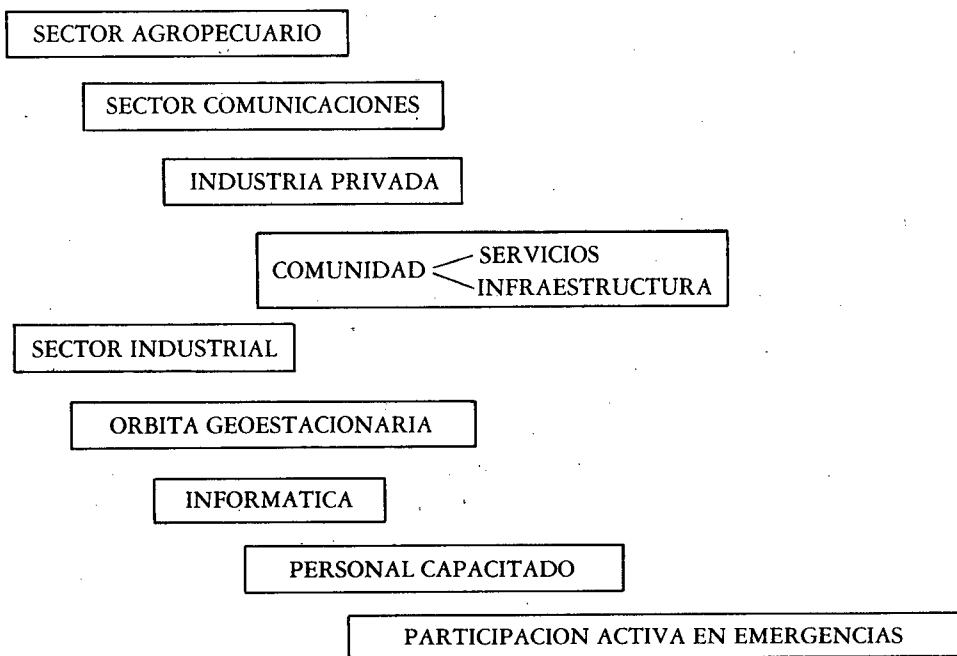 SECTOR AGROPECUARIO
SECTOR COMUNICACIONES
INDUSTRIA PRIVADA
COMUNIDAD
SERVICIOS
INFRAESTRUCTURA
SECTOR INDUSTRIAL
ORBITA GEOESTACIONARIA
INFORMATICA
PERSONAL CAPACITADO
PARTICIPACION ACTIVA EN EMERGENCIAS